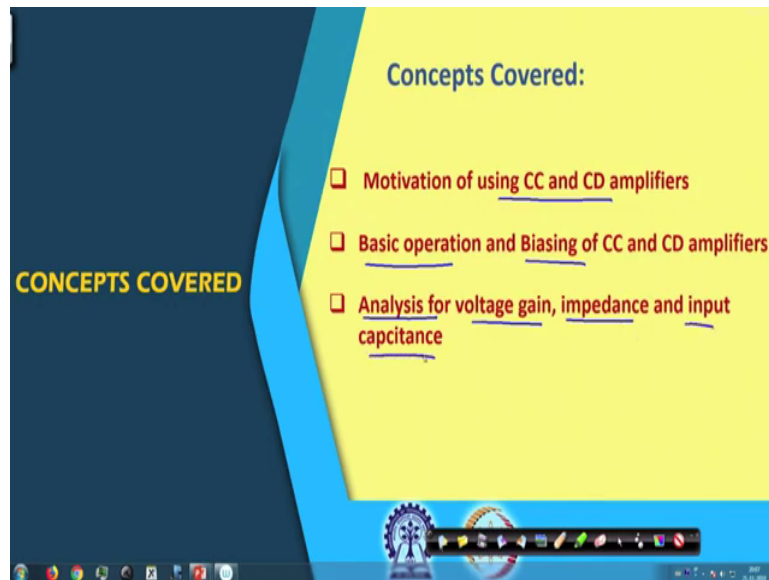 Concepts Covered:
Motivation of using CC and CD amplifiers
Basic operation and Biasing of CC and CD amplifiers
CONCEPTS COVERED
Analysis for voltage gain, impedance and input
capcitance